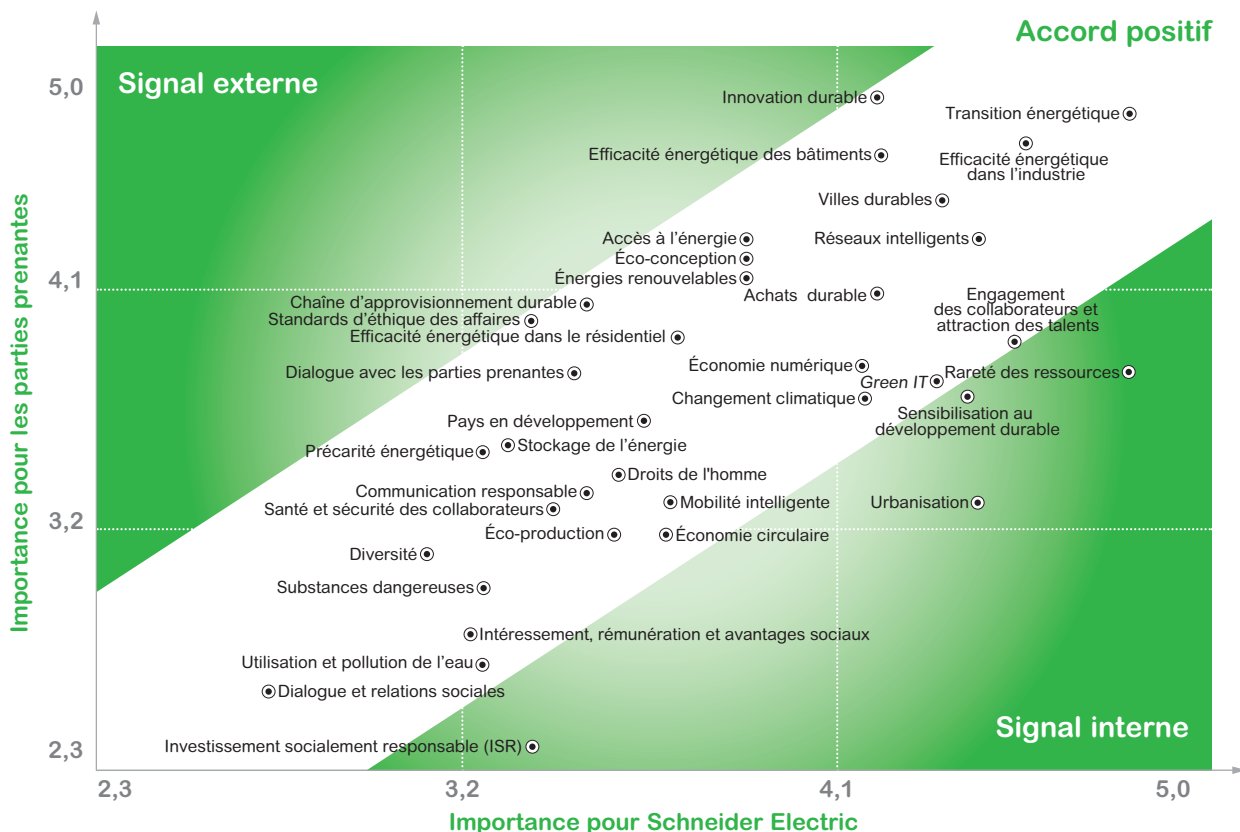 Accord positif
Signal externe
5,0
Innovation durable
Transition énergétique
Efficacité énergétique des bâtiments
Efficacité énergétique
dans l'industrie
Villes durables
Accès à l'énergie
Réseaux intelligents
Éco-conception
Énergies renouvelables
4,1
Achats durable
Chaîne d'approvisionnement durable
Engagement
des collaborateurs et
attraction des talents
Standards d'éthique des affaires
Efficacité énergétique dans le résidentiel
Économie numérique
Dialogue avec les parties prenantes
Green IT
Rareté des ressources
Changement climatique
Sensibilisation au
développement durable
Pays en développement
Stockage de l'énergie
Précarité énergétique
Droits de l'homme
Communication responsable
Mobilité intelligente
Urbanisation
Santé et sécurité des collaborateurs
3,2
Éco-production
Économie circulaire
Diversité
Substances dangereuses
Intéressement, rémunération et avantages sociaux
Utilisation et pollution de l'eau
Dialogue et relations sociales
Signal interne
Investissement socialement responsable (ISR)
2,3
2,3
3,2
4,1
5,0
Importance pour les parties prenantes
Importance pour Schneider Electric